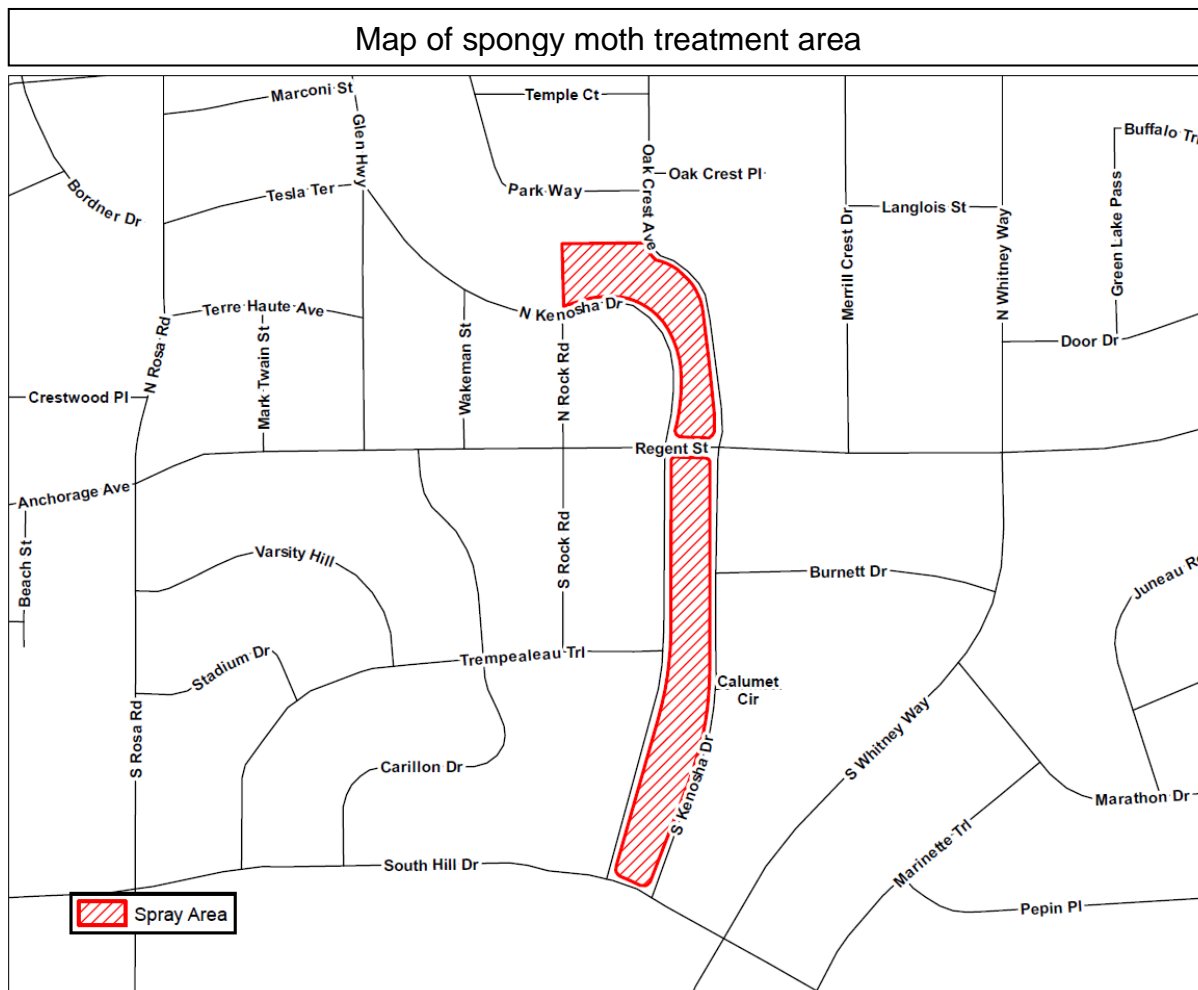 Map of spongy moth treatment area
Marconi St
Temple Ct
Buffalo Trl
Glen Hwy
Oak Crest Ave
Oak Crest Pl
Bordner Dr
Tesla Ter
Park Way
Merrill Crest Dr
Langlois St
N Whitney Way
Green Lake Pass
N Rosa Rd
Terre Haute Ave
N Kenosha Dr
Door Dr
Mark Twain St
Wakeman St
N Rock Rd
Crestwood Pl
Regent St
Anchorage Ave
Beach St
Varsity Hill
S Rock Rd
Burnett Dr
Juneau Rd
Stadium Dr
Trempealeau Trl
Calumet
Cir
S Rosa Rd
Carillon Dr
S Kenosha Dr
S Whitney Way
Marathon Dr
Marinette Trl
South Hill Dr
Pepin Pl
Spray Area